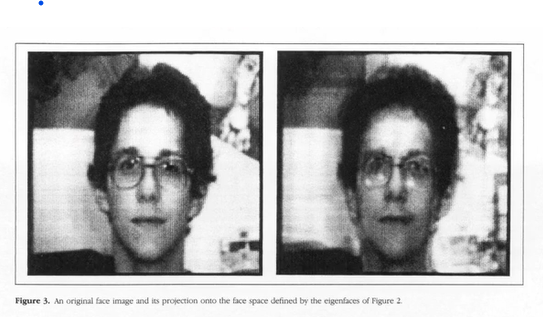 Figure 3. An original face image and its projection onto the face space defined by the eigenfaces of Figure 2.